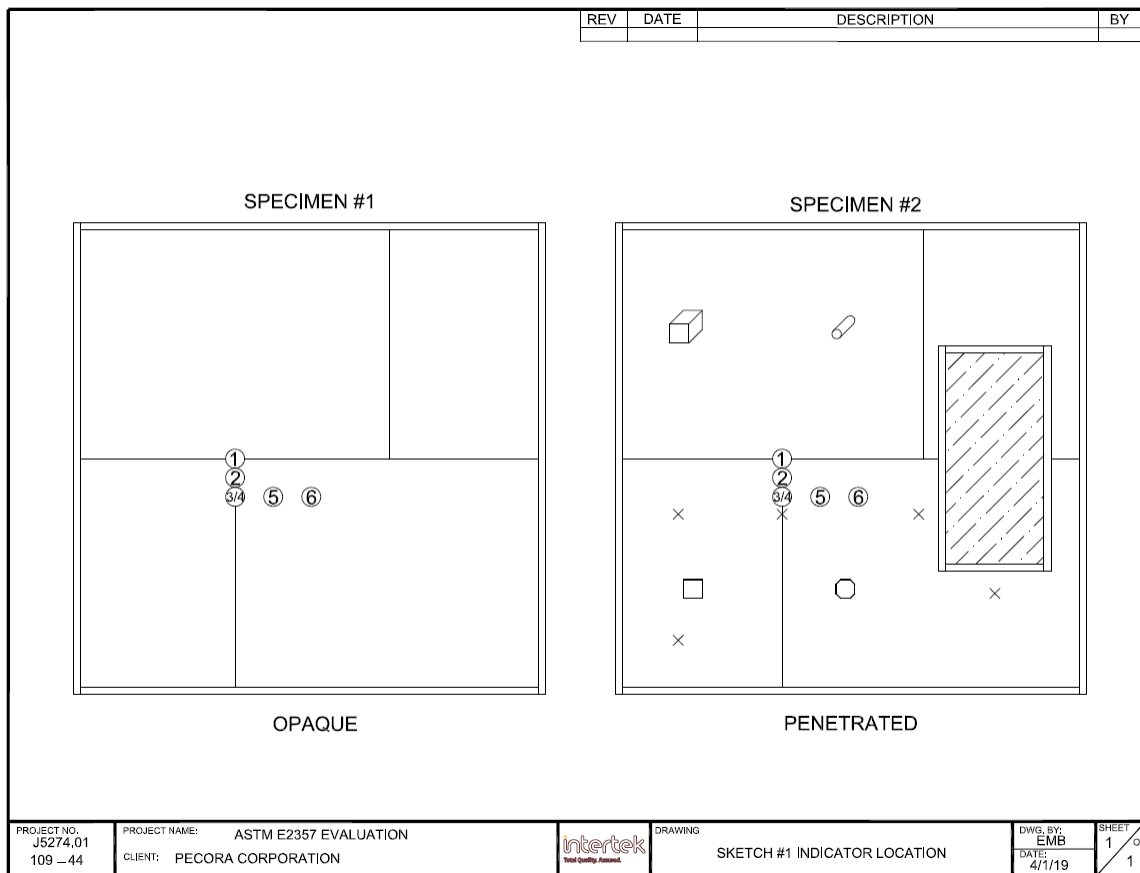 REV DATE DESCRIPTION BY
SPECIMEN #1
SPECIMEN #2
1
2
3/4 5 6
1
2
3/4 5 6
OPAQUE
PENETRATED
PROJECT NO.
J5274.01
109 – 44
PROJECT NAME: ASTM E2357 EVALUATION
CLIENT: PECORA CORPORATION
intertek
Total Quality. Assured.
DRAWING
SKETCH #1 INDICATOR LOCATION
DWG. BY:
EMB
DATE:
4/1/19
SHEET
1
1